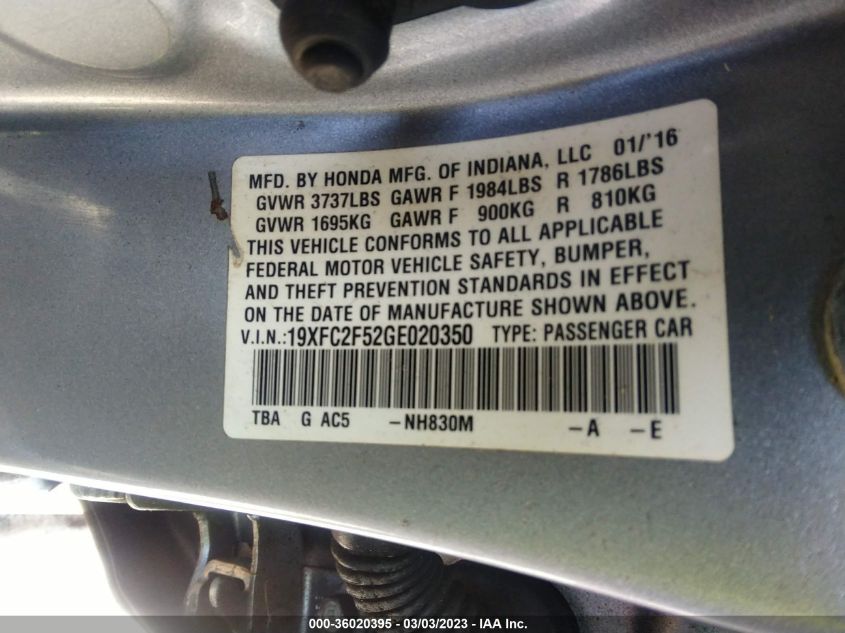 MFD. BY HONDA MFG. OF INDIANA, LLC 01/'16
GVWR 3737LBS GAWR F 1984LBS R 1786LBS
GVWR 1695KG GAWR F 900KG R 810KG
THIS VEHICLE CONFORMS TO ALL APPLICABLE
FEDERAL MOTOR VEHICLE SAFETY, BUMPER,
AND THEFT PREVENTION STANDARDS IN EFFECT
ON THE DATE OF MANUFACTURE SHOWN ABOVE.
V.I.N.:19XFC2F52GE020350 TYPE: PASSENGER CAR
TBA G AC5 -NH830M -A -E
000-36020395 - 03/03/2023 - IAA Inc.